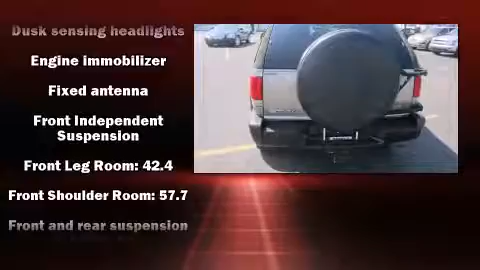 Dusk sensing headlights
Engine immobilizer
Fixed antenna
Front Independent
Suspension
Front Leg Room: 42.4
Front Shoulder Room: 57.7
Front and rear suspension